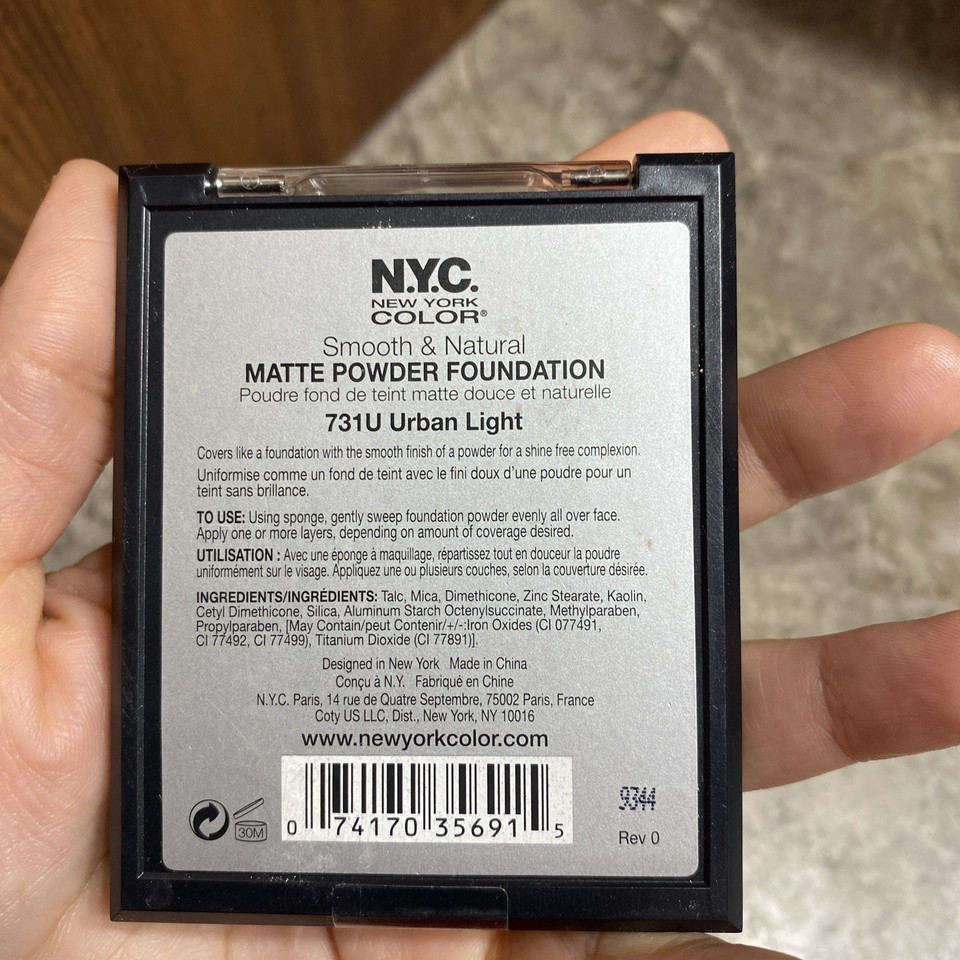 N.Y.C.
NEW YORK
COLOR®
Smooth & Natural
MATTE POWDER FOUNDATION
Poudre fond de teint matte douce et naturelle
731U Urban Light
Covers like a foundation with the smooth finish of a powder for a shine free complexion.
Uniformise comme un fond de teint avec le fini doux d'une poudre pour un
teint sans brillance.
TO USE: Using sponge, gently sweep foundation powder evenly all over face.
Apply one or more layers, depending on amount of coverage desired.
UTILISATION : Avec une éponge à maquillage, répartissez tout en douceur la poudre
uniformément sur le visage. Appliquez une ou plusieurs couches, selon la couverture désirée.
INGREDIENTS/INGRÉDIENTS: Talc, Mica, Dimethicone, Zinc Stearate, Kaolin,
Cetyl Dimethicone, Silica, Aluminum Starch Octenylsuccinate, Methylparaben,
Propylparaben, [May Contain/peut Contenir/+/-:Iron Oxides (CI 077491,
CI 77492, CI 77499), Titanium Dioxide (CI 77891)].
Designed in New York Made in China
Conçu à N.Y. Fabriqué en Chine
N.Y.C. Paris, 14 rue de Quatre Septembre, 75002 Paris, France
Coty US LLC, Dist., New York, NY 10016
www.newyorkcolor.com
30M
0 74170 35691 5
9344
Rev 0